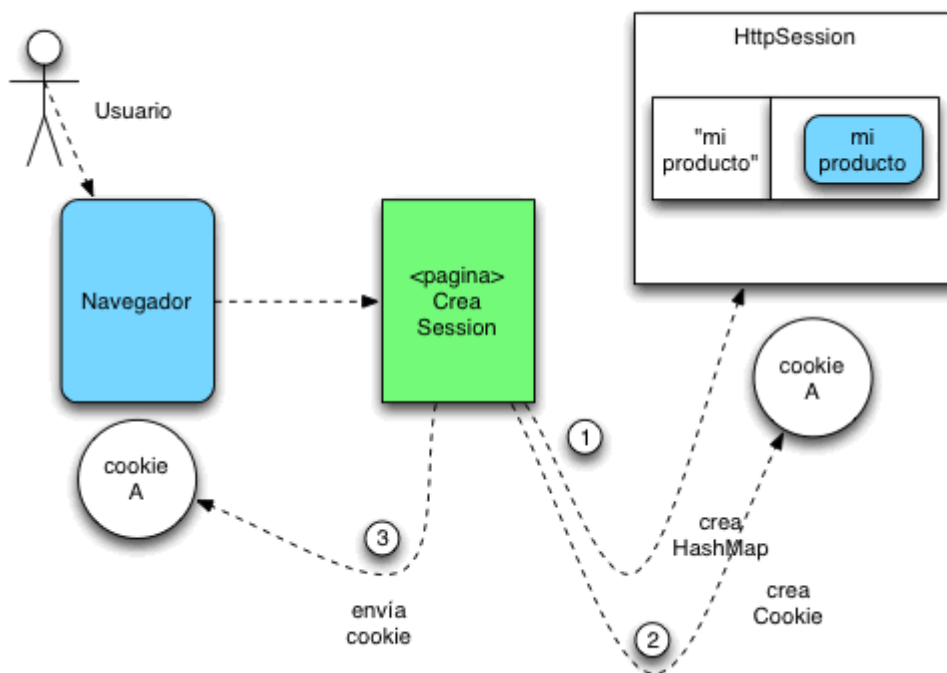 HttpSession
Usuario
"mi
producto"
mi
producto
Navegador
<pagina>
Crea
Session
cookie
A
cookie
A
1
3
crea
HashMap
envía
cookie
crea
Cookie
2